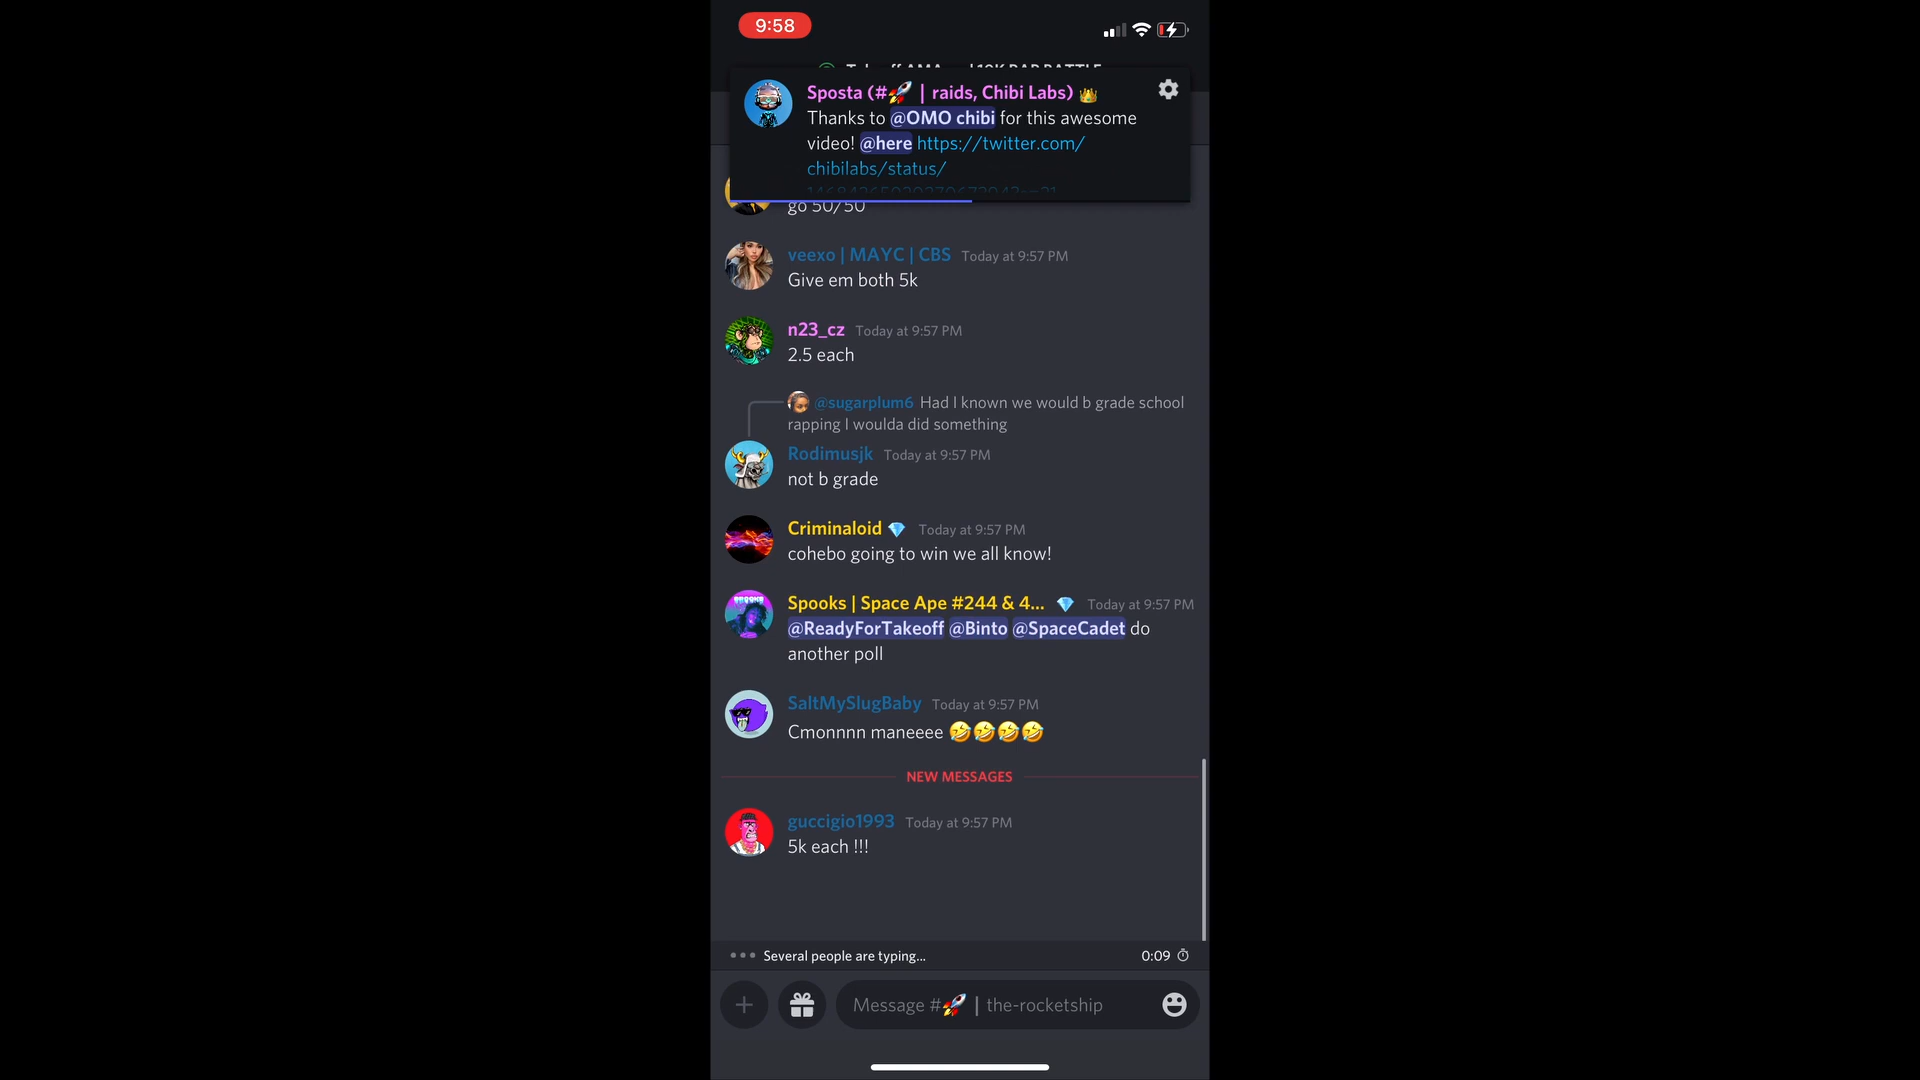 9:58
Sposta (#🚀 | raids, Chibi Labs) 👑
Thanks to @OMO chibi for this awesome
video! @here https://twitter.com/
chibilabs/status/
go 50/50
veexo | MAYC | CBS Today at 9:57 PM
Give em both 5k
n23_cz Today at 9:57 PM
2.5 each
@sugarplum6 Had I known we would b grade school
rapping I woulda did something
Rodimusjk Today at 9:57 PM
not b grade
Criminaloid 💎 Today at 9:57 PM
cohebo going to win we all know!
Spooks | Space Ape #244 & 4... 💎 Today at 9:57 PM
@ReadyForTakeoff @Binto @SpaceCadet do
another poll
SaltMySlugBaby Today at 9:57 PM
Cmonnnn maneeee 🤣🤣🤣🤣
NEW MESSAGES
guccigio1993 Today at 9:57 PM
5k each !!!
Several people are typing... 0:09
Message #🚀 | the-rocketship